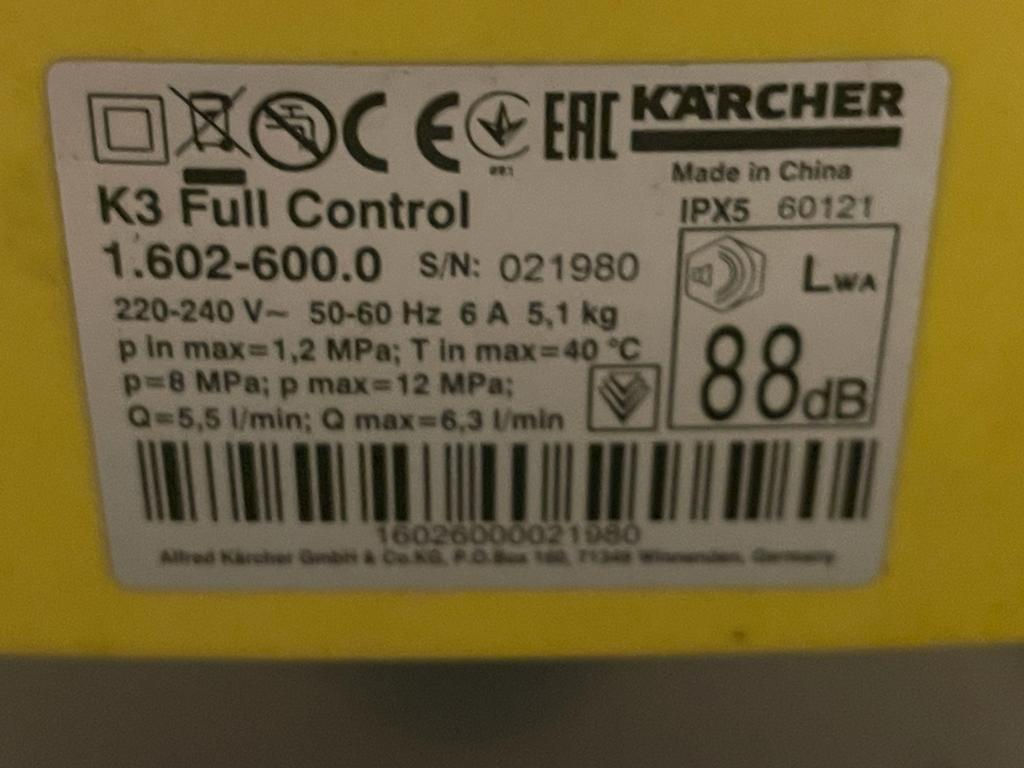 CE EAC KÄRCHER
Made in China
K3 Full Control
IPX5 60121
1.602-600.0 S/N: 021980
LWA
220-240 V~ 50-60 Hz 6 A 5,1 kg
p in max=1,2 MPa; T in max=40 °C
88dB
p=8 MPa; p max=12 MPa;
Q=5,5 l/min; Q max=6,3 l/min
16026000021980
Alfred Kärcher GmbH & Co.KG, P.O.Box 160, 71349 Winnenden, Germany